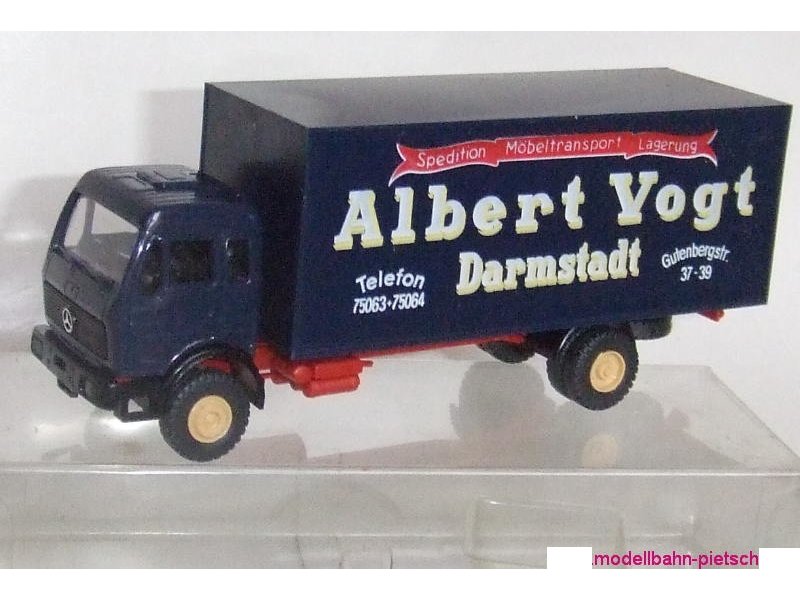 Spedition Möbeltransport Lagerung
Albert Vogt
Darmstadt
Telefon
75063+75064
Gutenbergstr.
37-39
.modellbahn-pietsch